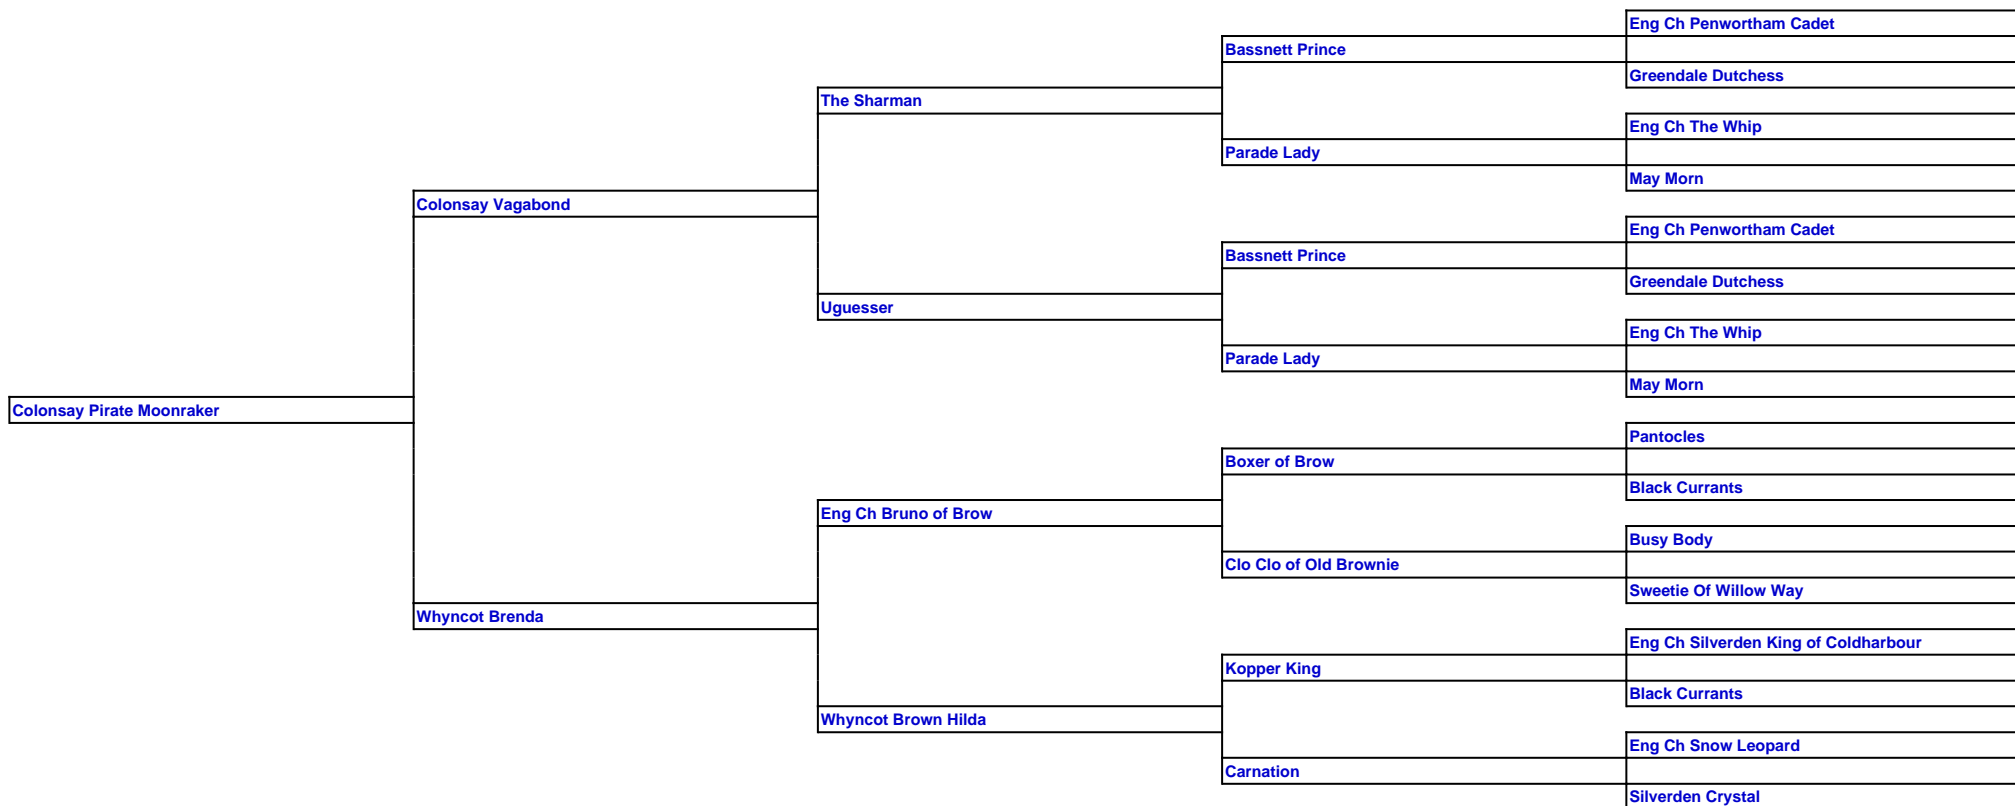 Eng Ch Penwortham Cadet
Bassnett Prince
Greendale Dutchess
The Sharman
Eng Ch The Whip
Parade Lady
May Morn
Colonsay Vagabond
Eng Ch Penwortham Cadet
Bassnett Prince
Greendale Dutchess
Uguesser
Eng Ch The Whip
Parade Lady
May Morn
Colonsay Pirate Moonraker
Pantocles
Boxer of Brow
Black Currants
Eng Ch Bruno of Brow
Busy Body
Clo Clo of Old Brownie
Sweetie Of Willow Way
Whyncot Brenda
Eng Ch Silverden King of Coldharbour
Kopper King
Black Currants
Whyncot Brown Hilda
Eng Ch Snow Leopard
Carnation
Silverden Crystal